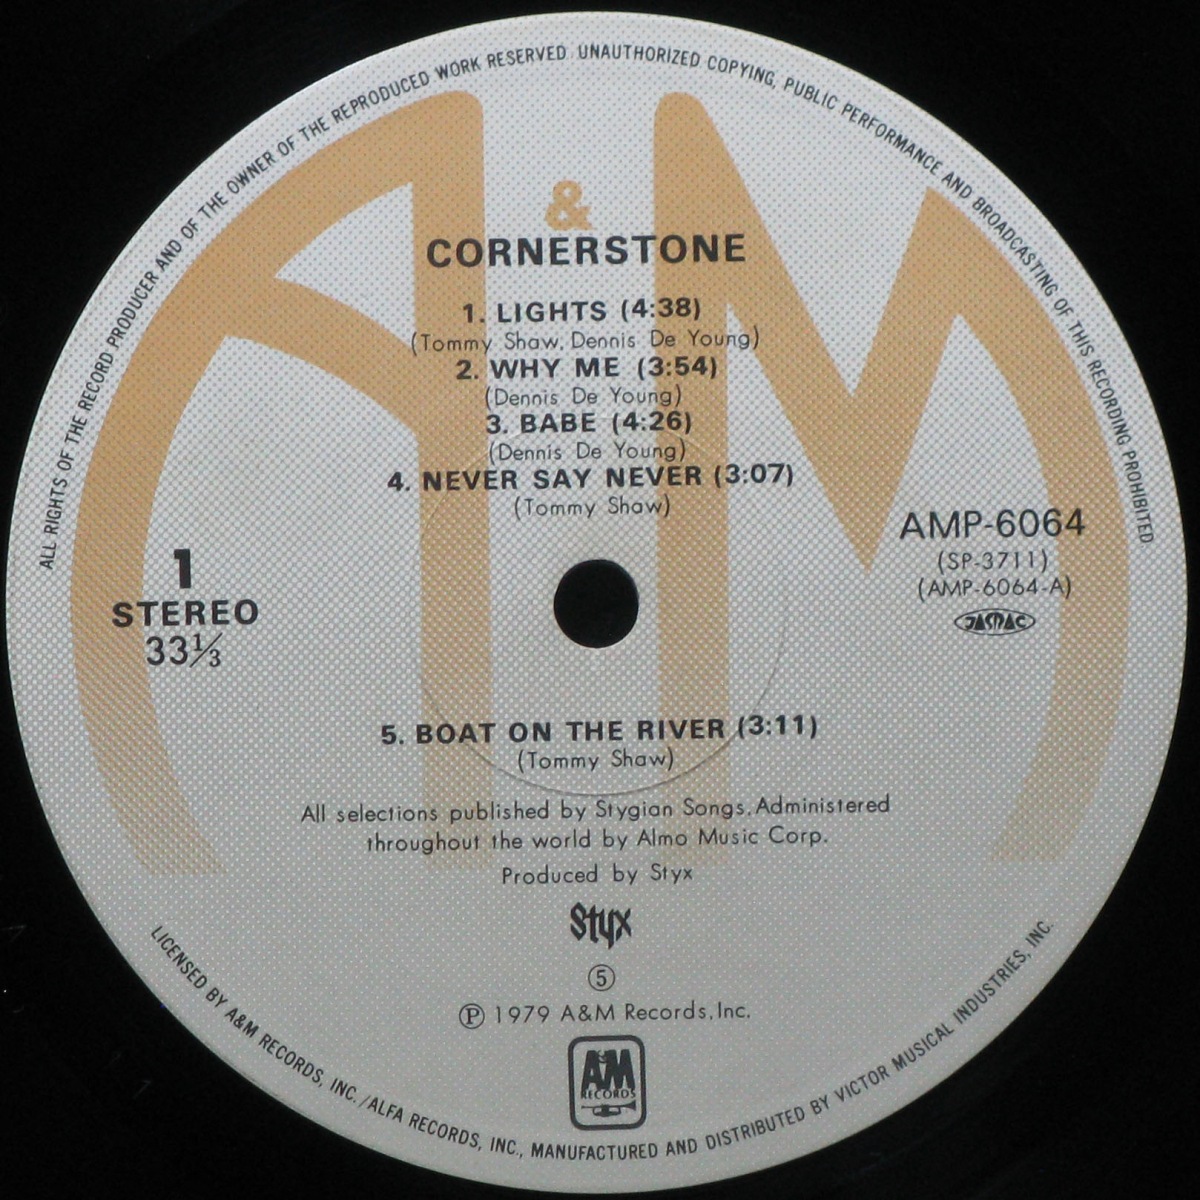 ALL RIGHTS OF THE RECORD PRODUCER AND OF THE OWNER OF THE REPRODUCED WORK RESERVED. UNAUTHORIZED COPYING, PUBLIC PERFORMANCE AND BROADCASTING OF THIS RECORDING PROHIBITED.
A & M
CORNERSTONE
1. LIGHTS (4:38)
(Tommy Shaw, Dennis De Young)
2. WHY ME (3:54)
(Dennis De Young)
3. BABE (4:26)
(Dennis De Young)
4. NEVER SAY NEVER (3:07)
(Tommy Shaw)
1
STEREO
33⅓
AMP-6064
(SP-3711)
(AMP-6064-A)
JASRAC
5. BOAT ON THE RIVER (3:11)
(Tommy Shaw)
All selections published by Stygian Songs. Administered
throughout the world by Almo Music Corp.
Produced by Styx
Styx
⑤
Ⓟ 1979 A&M Records, Inc.
A&M
RECORDS
LICENSED BY A&M RECORDS, INC. /ALFA RECORDS, INC., MANUFACTURED AND DISTRIBUTED BY VICTOR MUSICAL INDUSTRIES, INC.